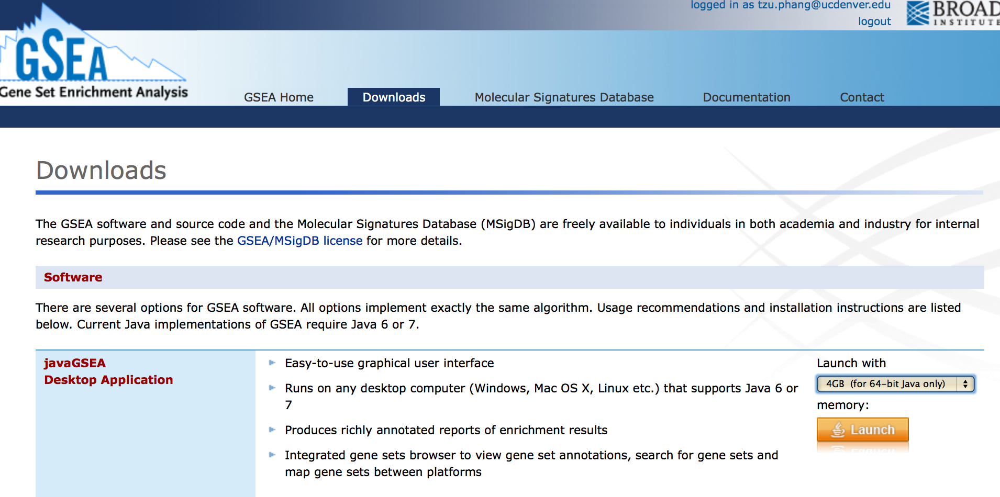 logged in as tzu.phang@ucdenver.edu
logout
BROAD
INSTITUTE
GSEA
Gene Set Enrichment Analysis
GSEA Home
Downloads
Molecular Signatures Database
Documentation
Contact
Downloads
The GSEA software and source code and the Molecular Signatures Database (MSigDB) are freely available to individuals in both academia and industry for internal
research purposes. Please see the GSEA/MSigDB license for more details.
Software
There are several options for GSEA software. All options implement exactly the same algorithm. Usage recommendations and installation instructions are listed
below. Current Java implementations of GSEA require Java 6 or 7.
javaGSEA
Desktop Application
Easy-to-use graphical user interface
Runs on any desktop computer (Windows, Mac OS X, Linux etc.) that supports Java 6 or
7
Produces richly annotated reports of enrichment results
Integrated gene sets browser to view gene set annotations, search for gene sets and
map gene sets between platforms
Launch with
4GB (for 64-bit Java only)
memory:
Launch